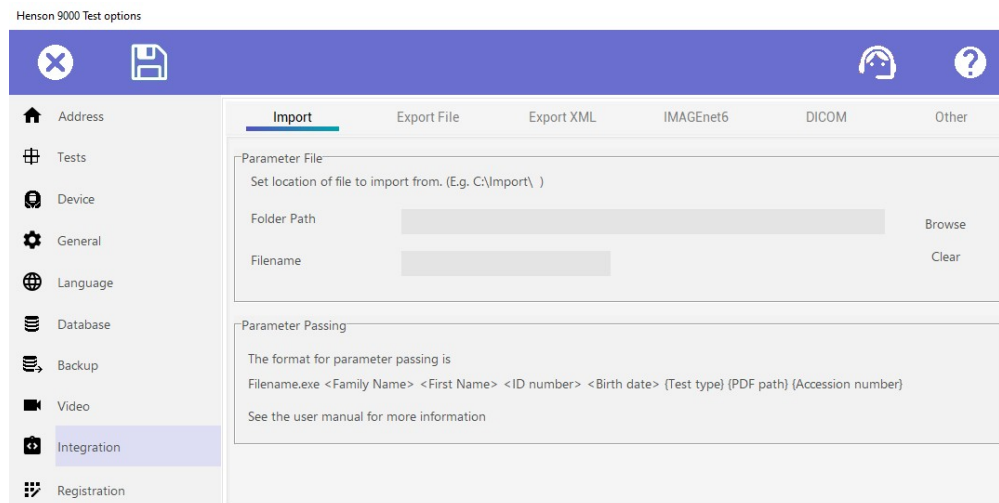 Henson 9000 Test options
Address
Tests
Device
General
Language
Database
Backup
Video
Integration
Registration
Import Export File Export XML IMAGEnet6 DICOM Other
Parameter File
Set location of file to import from. (E.g. C:\Import\ )
Folder Path
Browse
Filename
Clear
Parameter Passing
The format for parameter passing is
Filename.exe <Family Name> <First Name> <ID number> <Birth date> {Test type} {PDF path} {Accession number}
See the user manual for more information